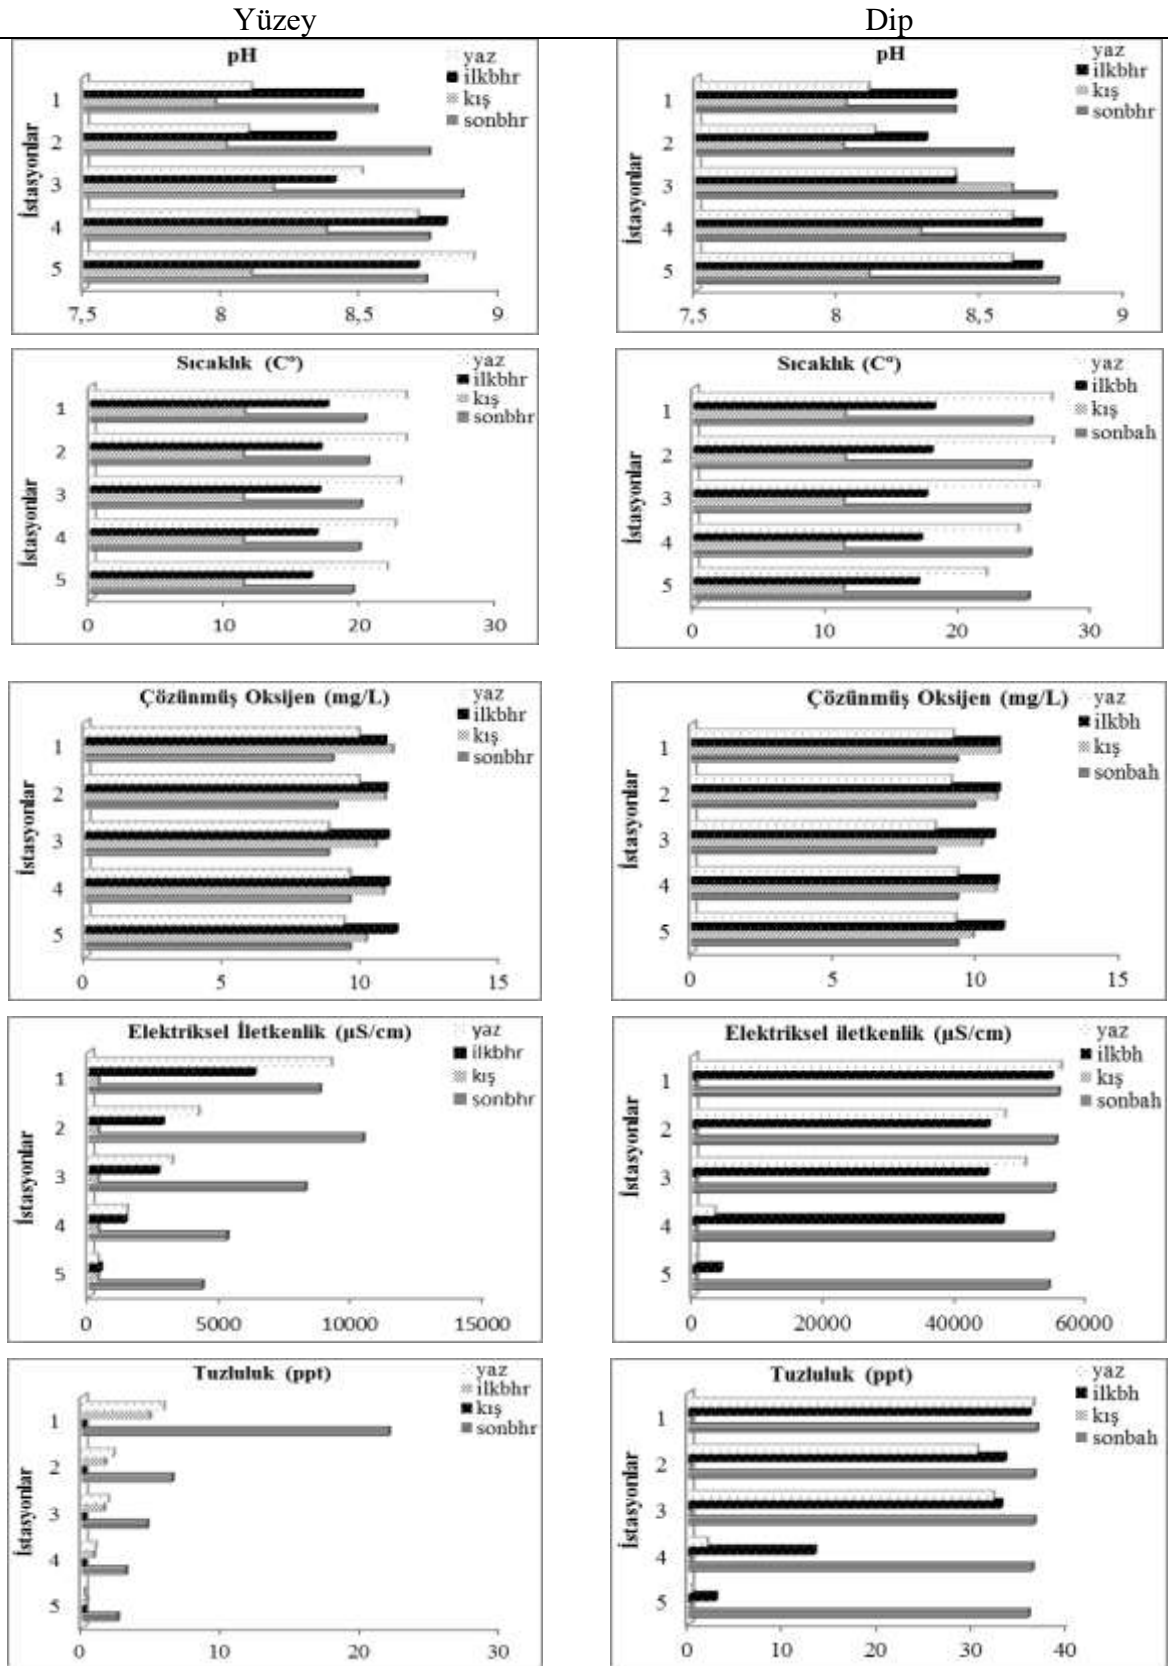 Yüzey
Dip
pH
yaz
ilkbhr
kış
sonbhr
İstasyonlar
1
2
3
4
5
7,5 8 8,5 9
pH
yaz
ilkbhr
kış
sonbhr
İstasyonlar
1
2
3
4
5
7,5 8 8,5 9
Sıcaklık (C°)
yaz
ilkbhr
kış
sonbhr
İstasyonlar
1
2
3
4
5
0 10 20 30
Sıcaklık (C°)
yaz
ilkbh
kış
sonbah
İstasyonlar
1
2
3
4
5
0 10 20 30
Çözünmüş Oksijen (mg/L)
yaz
ilkbhr
kış
sonbhr
İstasyonlar
1
2
3
4
5
0 5 10 15
Çözünmüş Oksijen (mg/L)
yaz
ilkbh
kış
sonbah
İstasyonlar
1
2
3
4
5
0 5 10 15
Elektriksel İletkenlik (µS/cm)
yaz
ilkbhr
kış
sonbhr
İstasyonlar
1
2
3
4
5
0 5000 10000 15000
Elektriksel iletkenlik (µS/cm)
yaz
ilkbh
kış
sonbah
İstasyonlar
1
2
3
4
5
0 20000 40000 60000
Tuzluluk (ppt)
yaz
ilkbhr
kış
sonbhr
İstasyonlar
1
2
3
4
5
0 10 20 30
Tuzluluk (ppt)
yaz
ilkbh
kış
sonbah
İstasyonlar
1
2
3
4
5
0 10 20 30 40